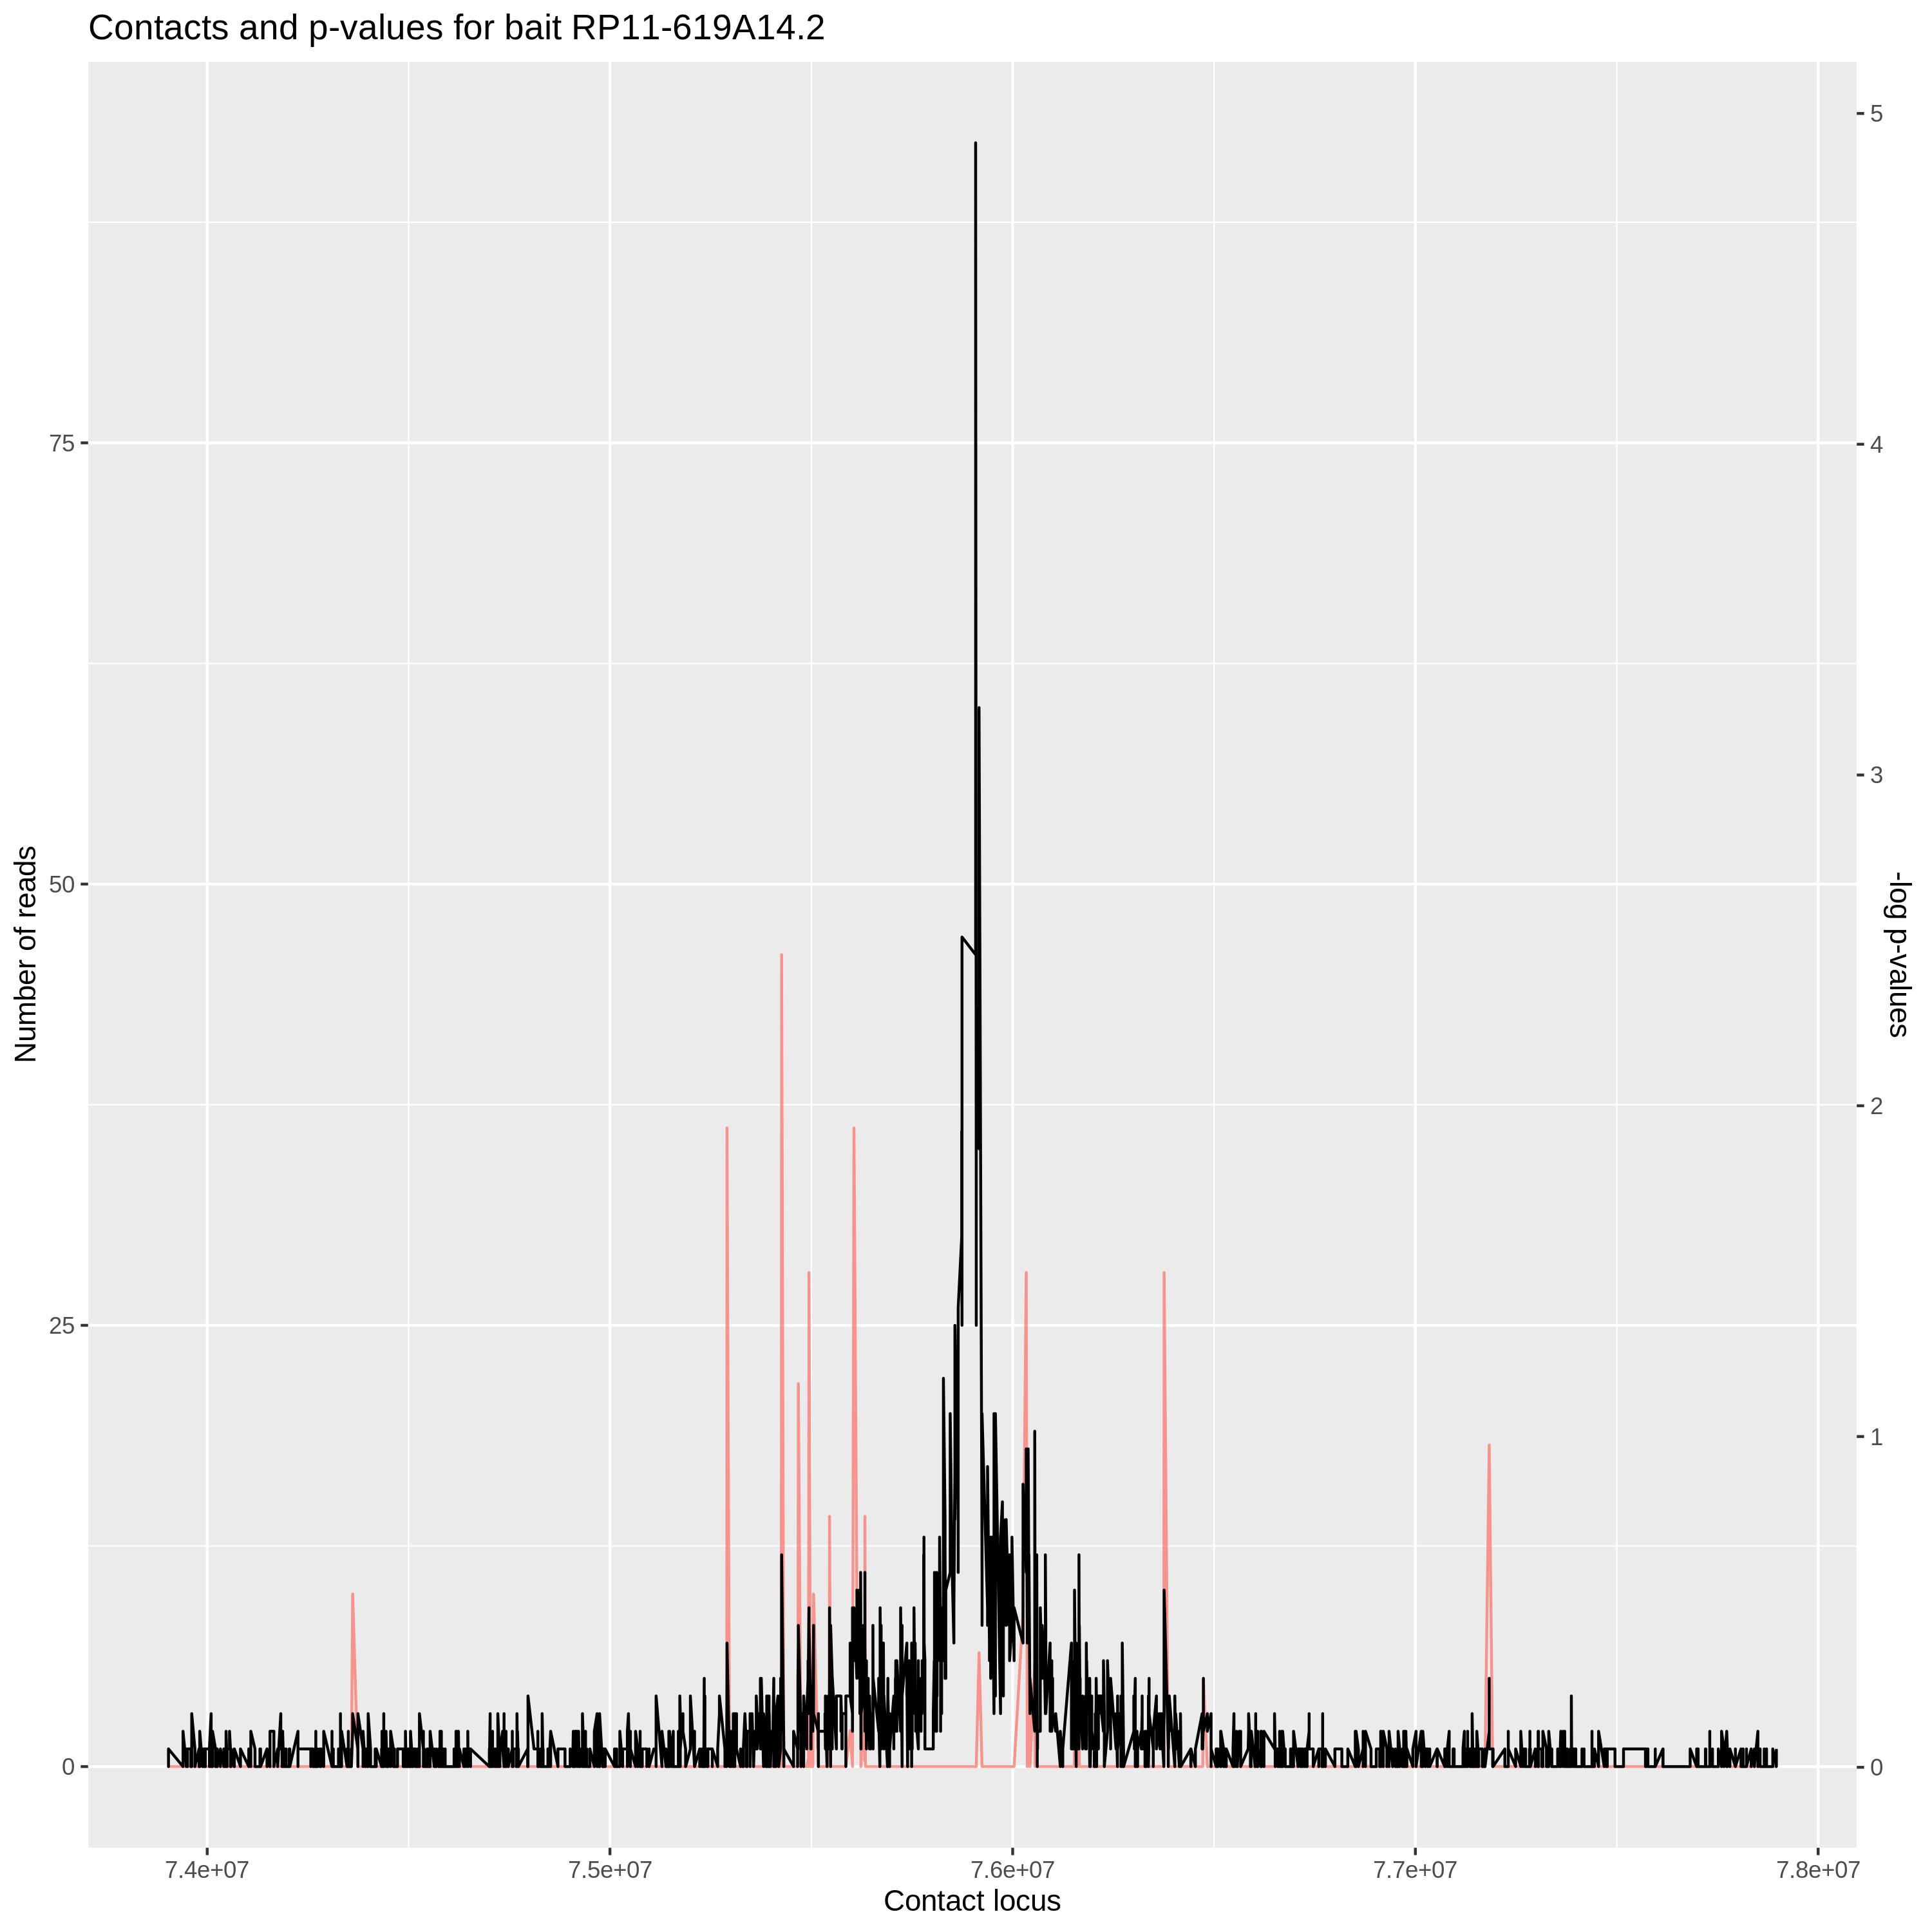 Contacts and p-values for bait RP11-619A14.2
5
75
4
3
Number of reads
50
-log p-values
2
25
1
0
0
7.4e+07
7.5e+07
7.6e+07
7.7e+07
7.8e+07
Contact locus